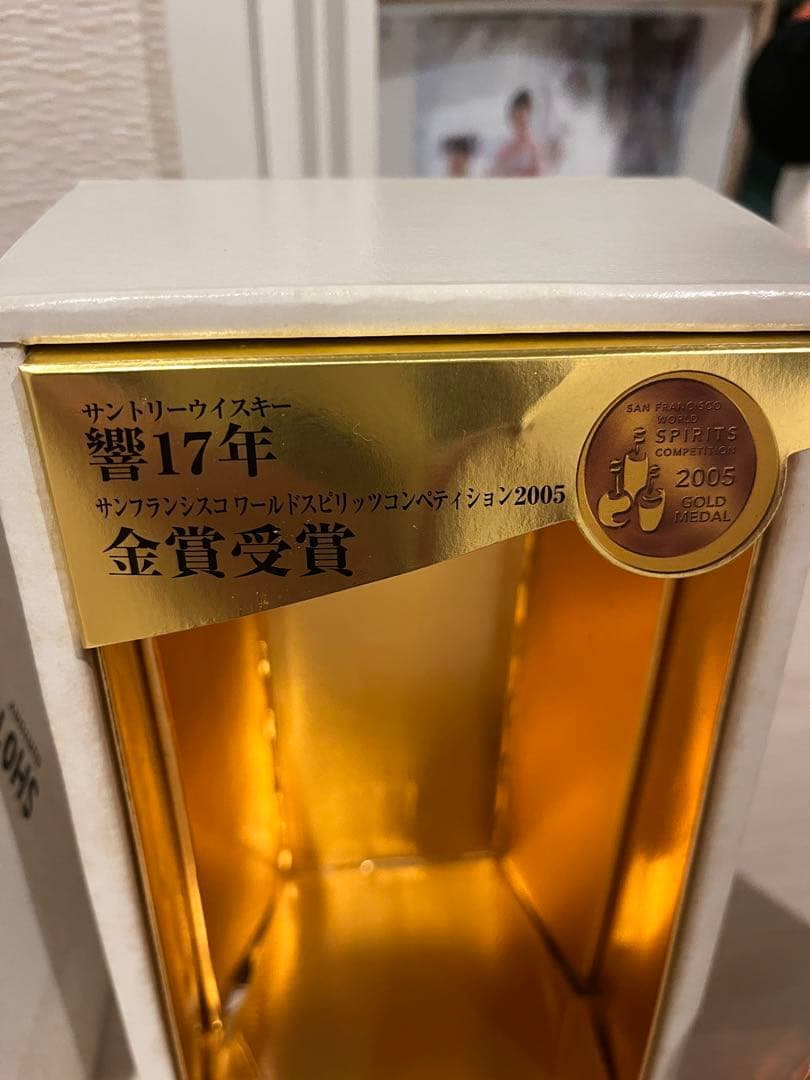 サントリーウイスキー
響17年
サンフランシスコ ワールドスピリッツコンペティション2005
金賞受賞
SAN FRANCISCO
WORLD
SPIRITS
COMPETITION
2005
GOLD
MEDAL